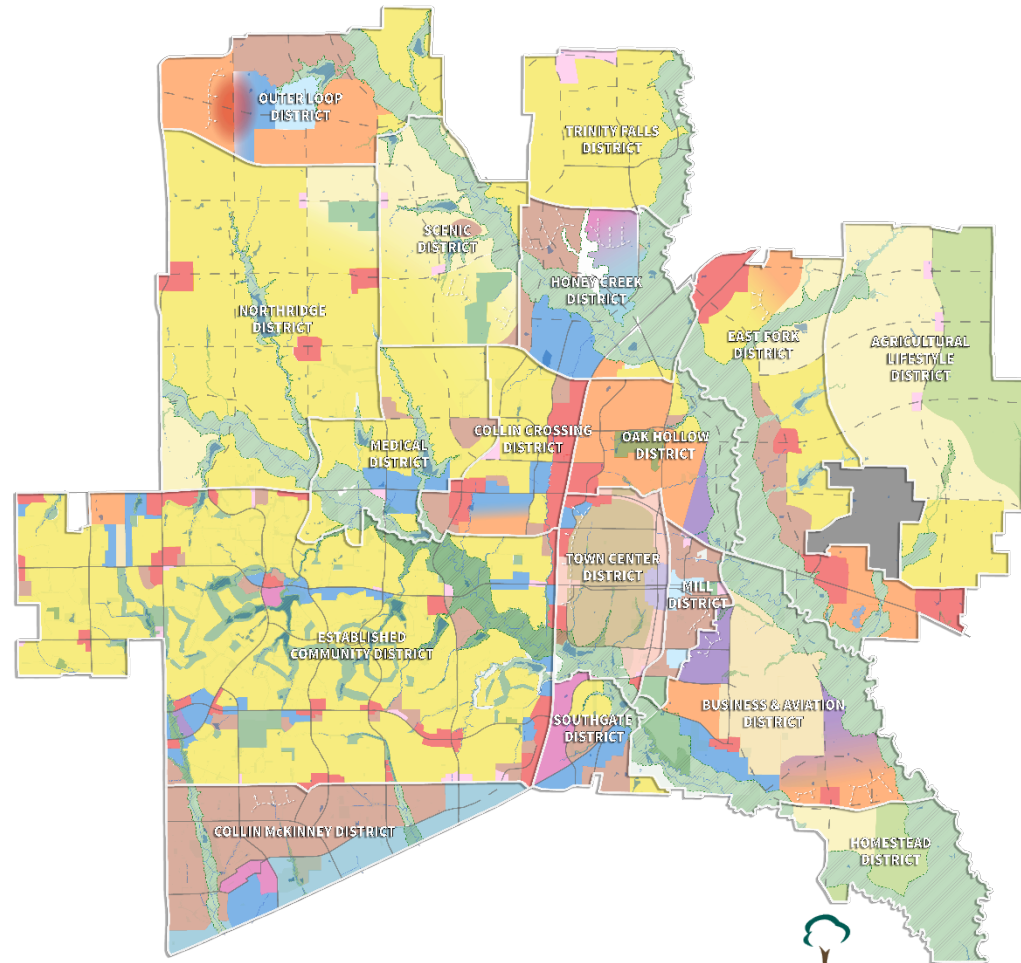 OUTER LOOP
DISTRICT
TRINITY FALLS
DISTRICT
SCENIC
DISTRICT
HONEY CREEK
DISTRICT
NORTHRIDGE
DISTRICT
EAST FORK
DISTRICT
AGRICULTURAL
LIFESTYLE
DISTRICT
MEDICAL
DISTRICT
COLLIN CROSSING
DISTRICT
OAK HOLLOW
DISTRICT
TOWN CENTER
DISTRICT
MILL
DISTRICT
ESTABLISHED
COMMUNITY DISTRICT
SOUTHGATE
DISTRICT
BUSINESS & AVIATION
DISTRICT
COLLIN McKINNEY DISTRICT
HOMESTEAD
DISTRICT